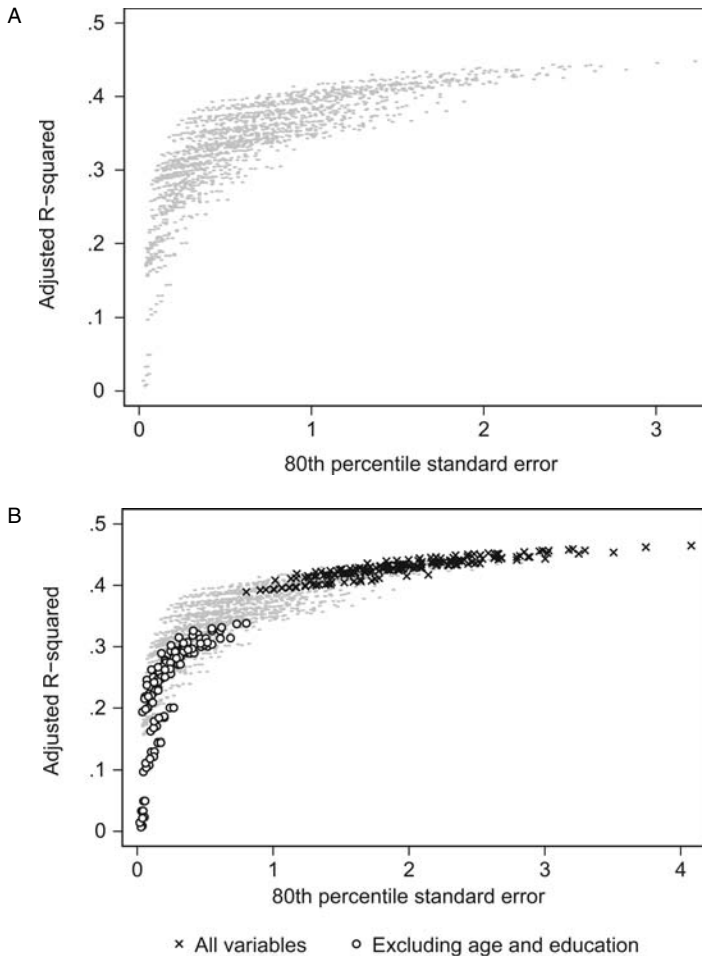 A
.5
.4
.3
.2
.1
0
Adjusted R-squared
0 1 2 3
80th percentile standard error
B
.5
.4
.3
.2
.1
0
Adjusted R-squared
0 1 2 3 4
80th percentile standard error
× All variables o Excluding age and education